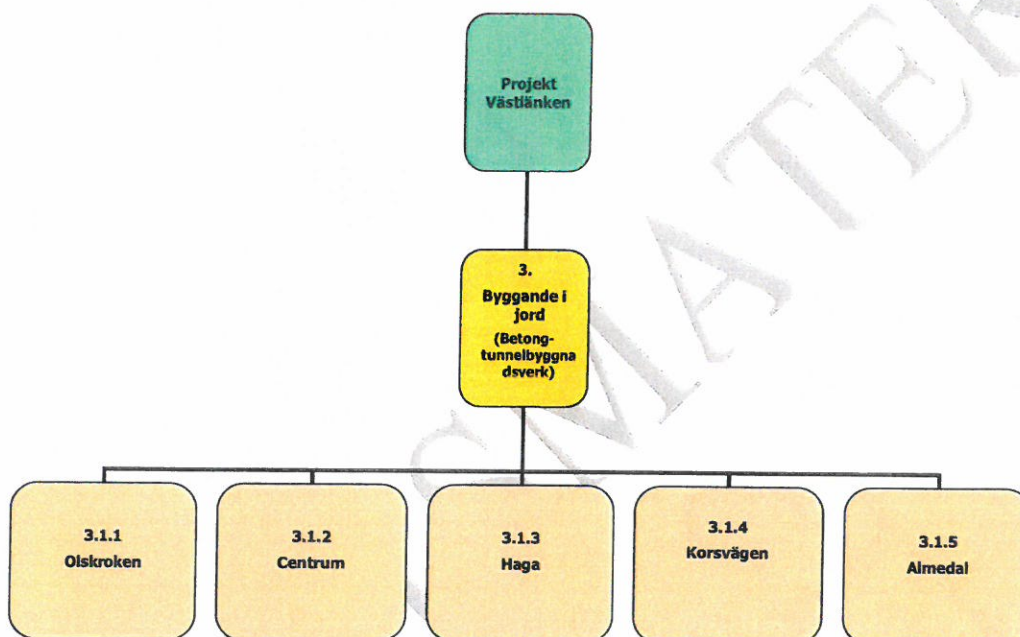 Projekt
Västlänken
3.
Byggande i
jord
(Betong-
tunnelbyggna
dsverk)
3.1.1
Olskroken
3.1.2
Centrum
3.1.3
Haga
3.1.4
Korsvägen
3.1.5
Almedal